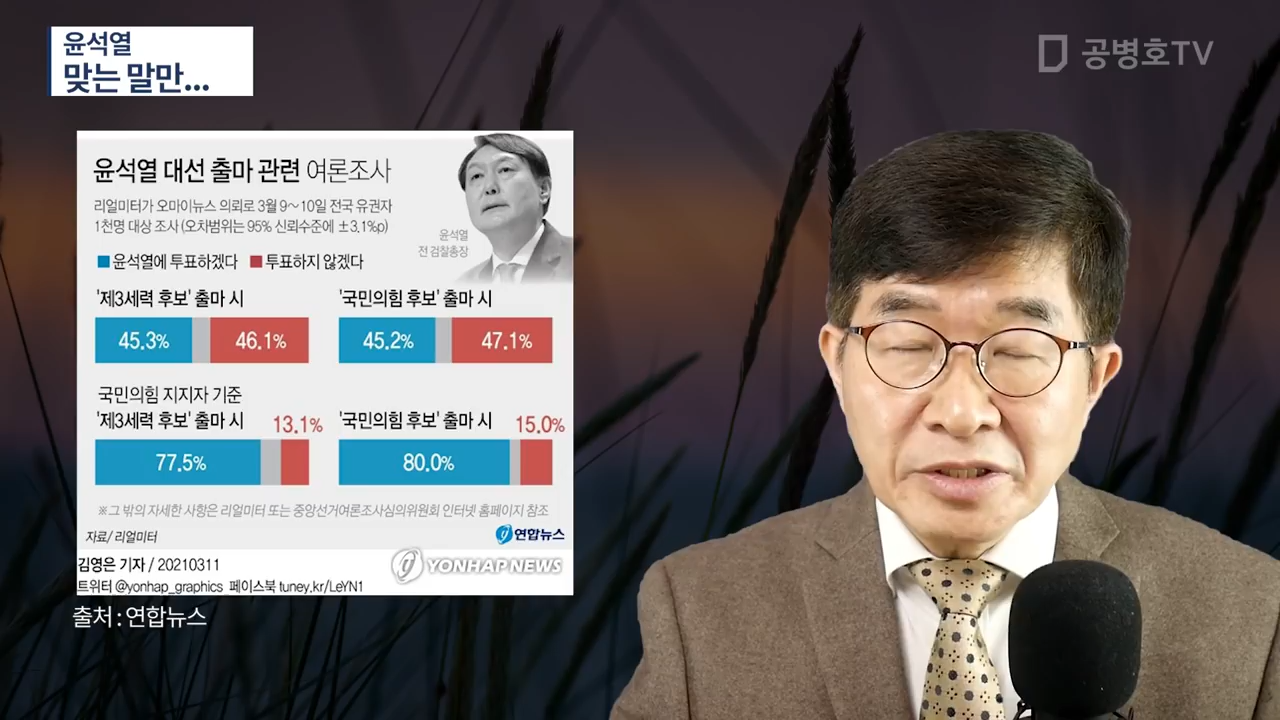 윤석열
맞는 말만...
공병호TV
윤석열 대선 출마 관련 여론조사
리얼미터가 오마이뉴스 의뢰로 3월 9~10일 전국 유권자
1천명 대상 조사 (오차범위는 95% 신뢰수준에 ±3.1%p)
윤석열
전 검찰총장
윤석열에 투표하겠다 투표하지 않겠다
'제3세력 후보' 출마 시 '국민의힘 후보' 출마 시
45.3% 46.1% 45.2% 47.1%
국민의힘 지지자 기준
'제3세력 후보' 출마 시 13.1% '국민의힘 후보' 출마 시 15.0%
77.5% 80.0%
※그 밖의 자세한 사항은 리얼미터 또는 중앙선거여론조사심의위원회 인터넷 홈페이지 참조
자료/ 리얼미터 연합뉴스
김영은 기자 / 20210311 YONHAP NEWS
트위터 @yonhap_graphics 페이스북 tuney.kr/LeYN1
출처 : 연합뉴스